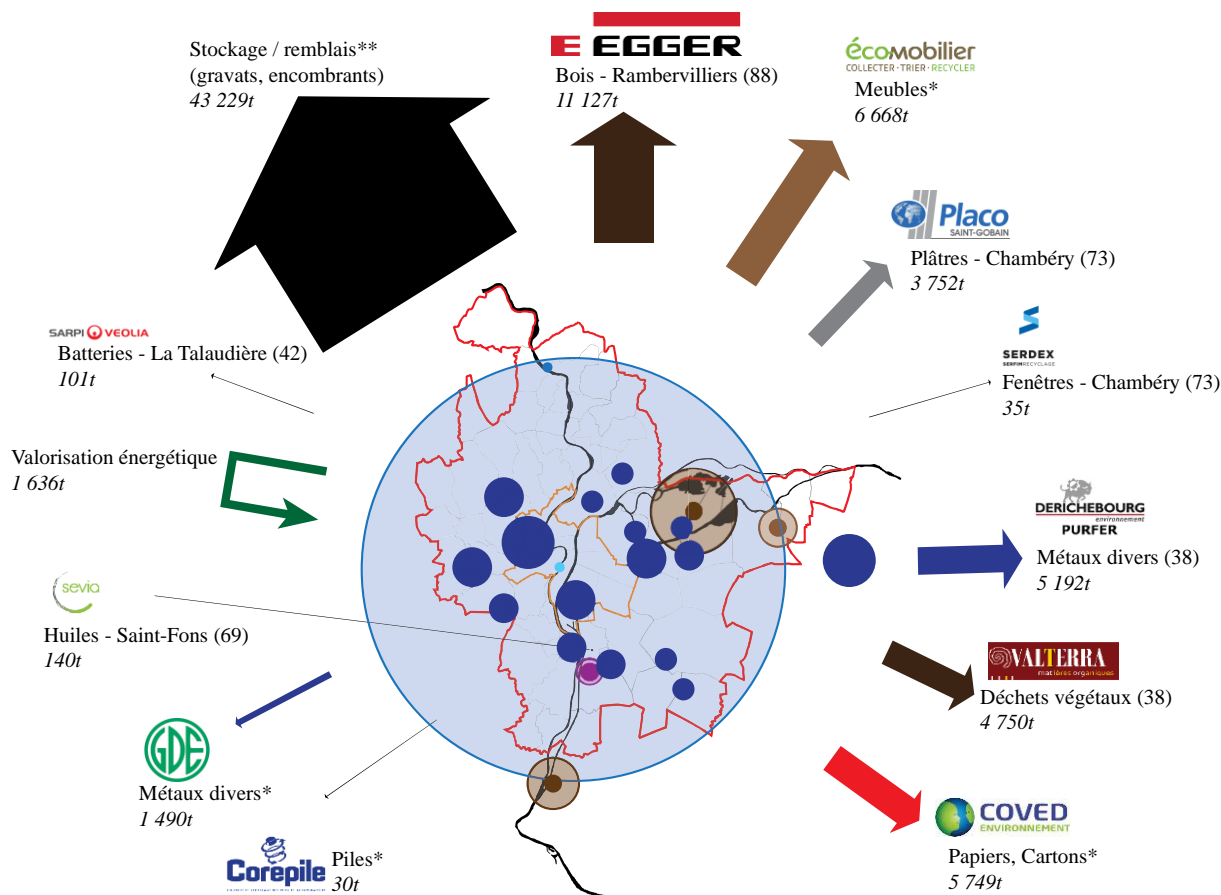 Stockage / remblais**
(gravats, encombrants)
43 229t
E EGGER
Bois - Rambervilliers (88)
11 127t
éco-mobilier
COLLECTER · TRIER · RECYCLER
Meubles*
6 668t
Placo
SAINT-GOBAIN
Plâtres - Chambéry (73)
3 752t
SERDEX
SERFIM RECYCLAGE
Fenêtres - Chambéry (73)
35t
SARPI VEOLIA
Batteries - La Talaudière (42)
101t
Valorisation énergétique
1 636t
DERICHEBOURG
environnement
PURFER
Métaux divers (38)
5 192t
sevia
Huiles - Saint-Fons (69)
140t
VALTERRA
matières organiques
Déchets végétaux (38)
4 750t
GDE
Métaux divers*
1 490t
COVED
ENVIRONNEMENT
Papiers, Cartons*
5 749t
Corepile
Piles*
30t